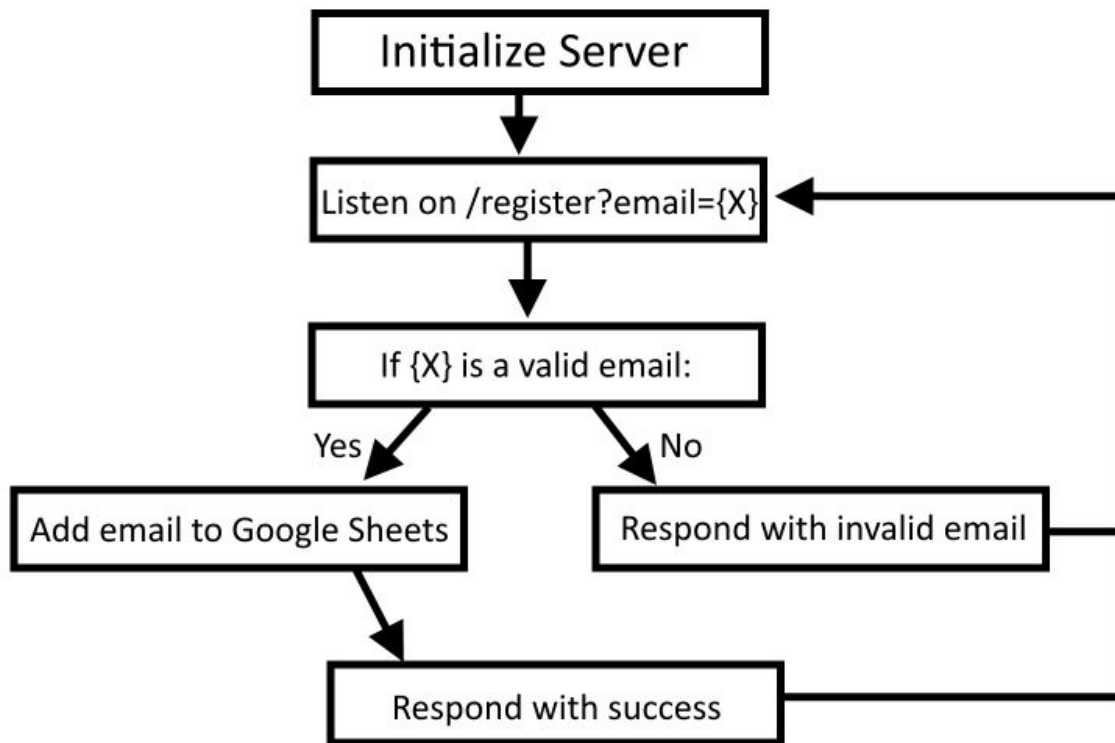 Initialize Server
Listen on /register?email={X}
If {X} is a valid email:
Yes
No
Add email to Google Sheets
Respond with invalid email
Respond with success